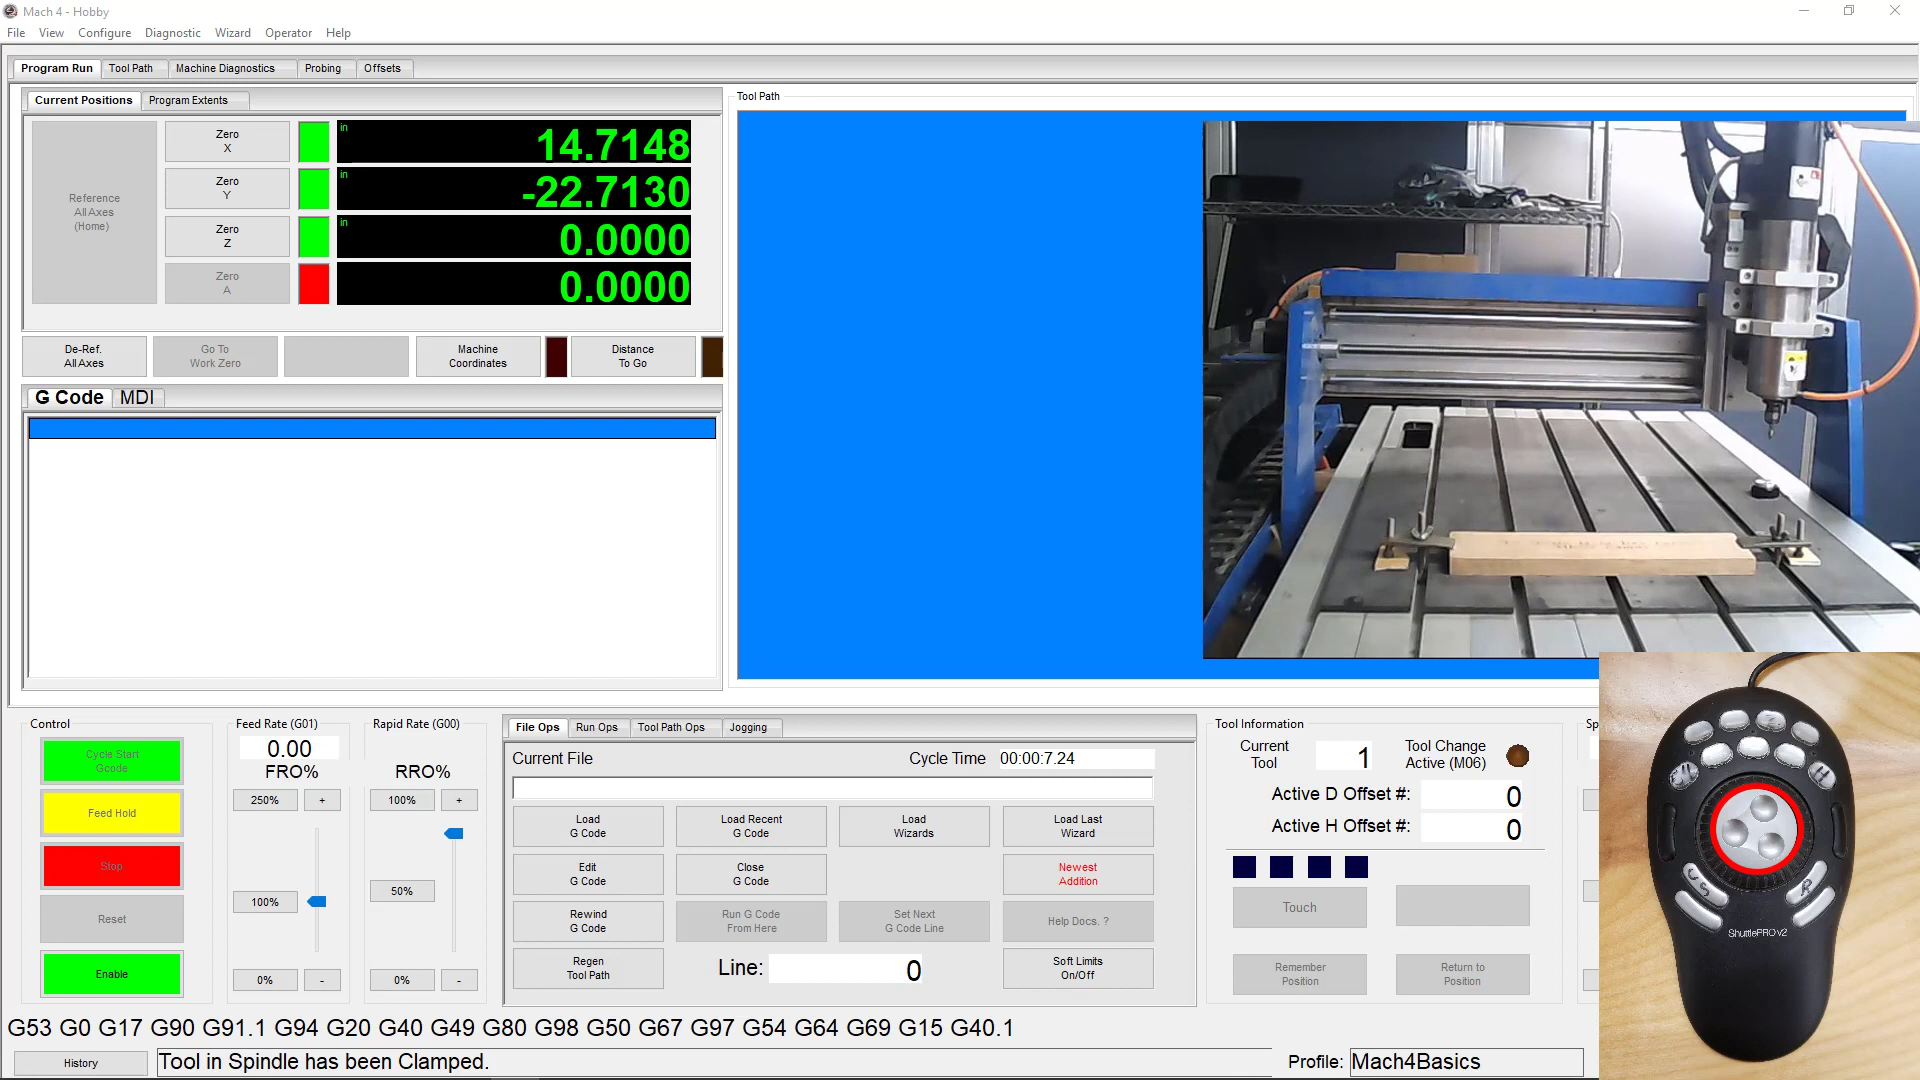 Mach 4 - Hobby
File View Configure Diagnostic Wizard Operator Help
Program Run Tool Path Machine Diagnostics Probing Offsets
Current Positions Program Extents
Tool Path
Reference
All Axes
(Home)
Zero
X
in
14.7148
Zero
Y
in
-22.7130
Zero
Z
in
0.0000
Zero
A
0.0000
De-Ref.
All Axes
Go To
Work Zero
Machine
Coordinates
Distance
To Go
G Code MDI
Control
Cycle Start
Gcode
Feed Hold
Stop
Reset
Enable
Feed Rate (G01)
0.00
FRO%
250% +
100%
0% -
Rapid Rate (G00)
RRO%
100% +
50%
0% -
File Ops Run Ops Tool Path Ops Jogging
Current File
Cycle Time 00:00:7.24
Load
G Code
Load Recent
G Code
Load
Wizards
Load Last
Wizard
Edit
G Code
Close
G Code
Newest
Addition
Rewind
G Code
Run G Code
From Here
Set Next
G Code Line
Help Docs. ?
Regen
Tool Path
Line: 0
Soft Limits
On/Off
Tool Information
Current
Tool
1
Tool Change
Active (M06)
Active D Offset #: 0
Active H Offset #: 0
Touch
Remember
Position
Return to
Position
Sp
ShuttlePRO v2
H
R
G53 G0 G17 G90 G91.1 G94 G20 G40 G49 G80 G98 G50 G67 G97 G54 G64 G69 G15 G40.1
History
Tool in Spindle has been Clamped.
Profile: Mach4Basics